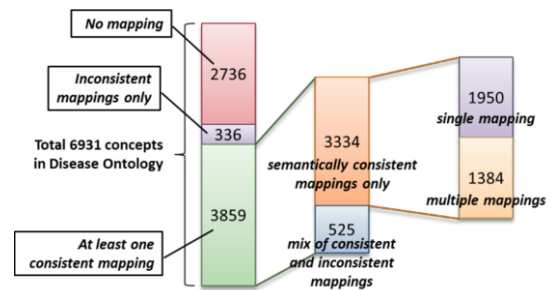 No mapping
2736
Inconsistent
mappings only
336
Total 6931 concepts
in Disease Ontology
3859
At least one
consistent mapping
3334
semantically consistent
mappings only
525
mix of consistent
and inconsistent
mappings
1950
single mapping
1384
multiple mappings